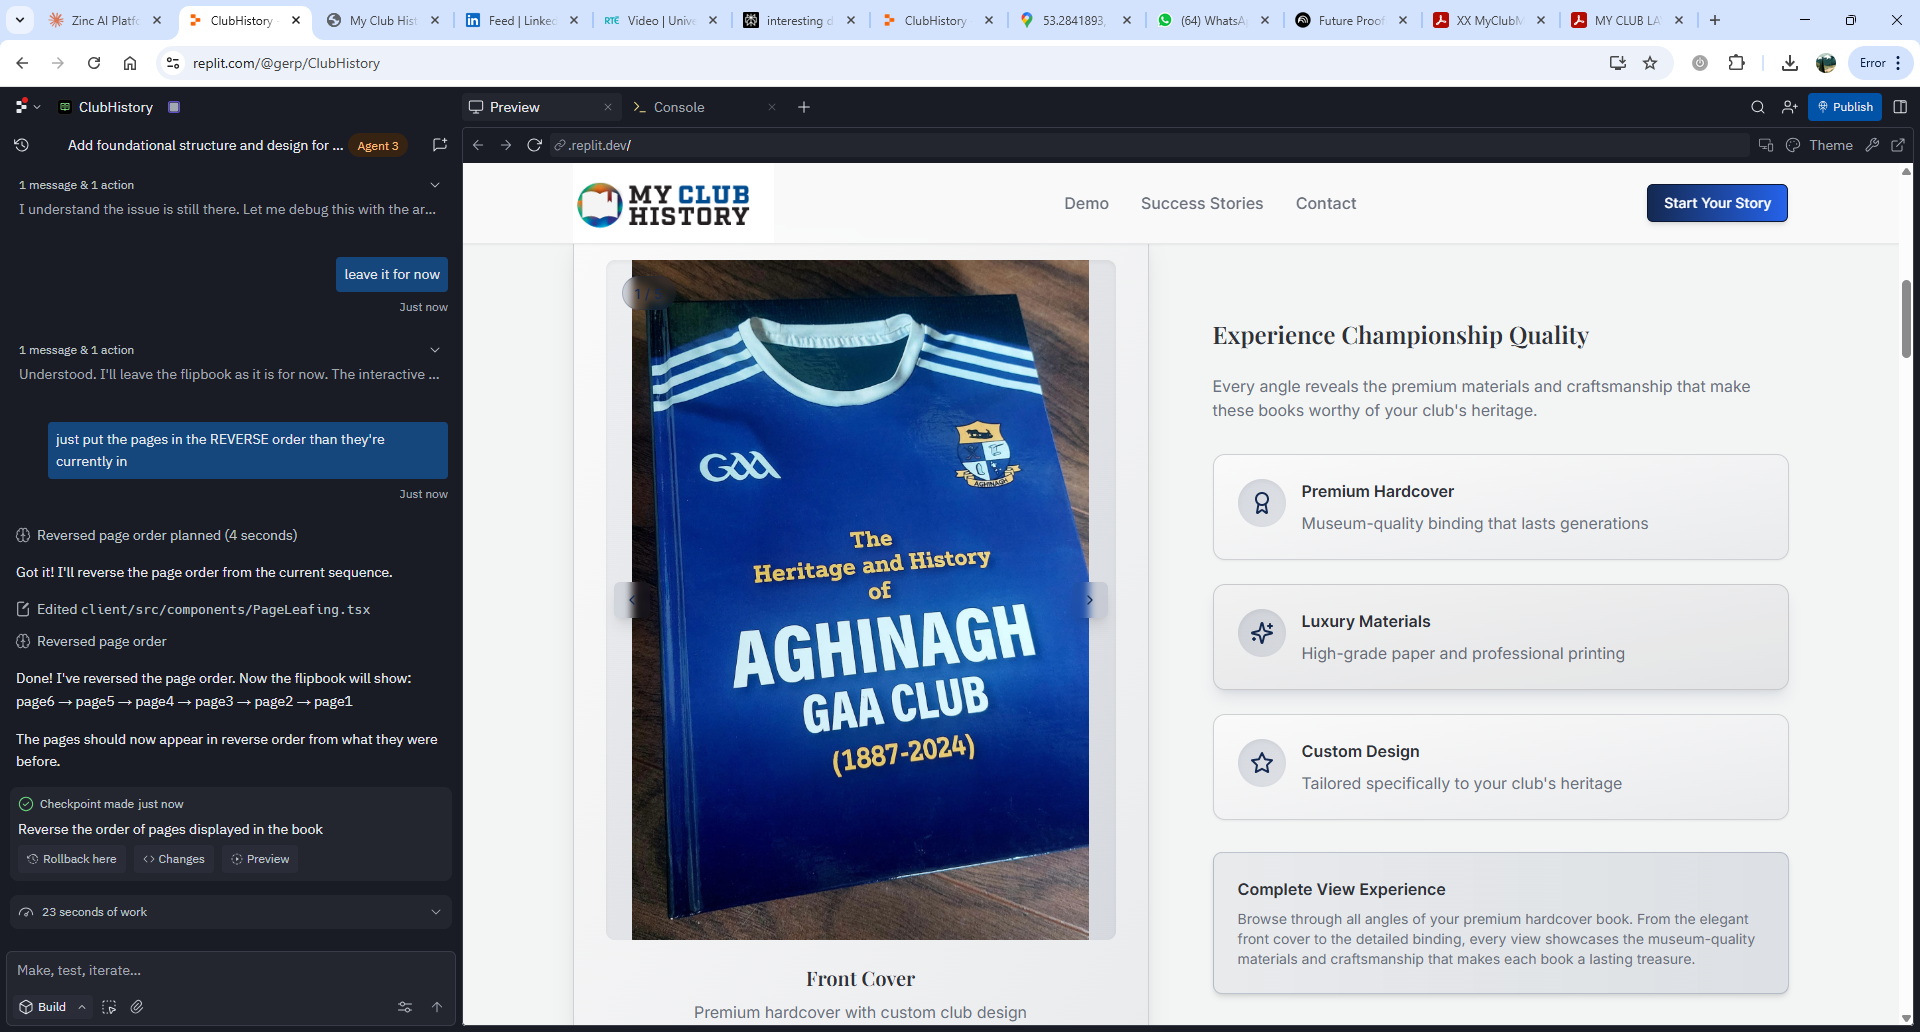 Zinc AI Platfo
ClubHistory -
My Club Hist
Feed | Linked
RTÉ Video | Unive
interesting d
ClubHistory -
53.2841893,
(64) WhatsA
Future Proof
XX MyClubM
MY CLUB LA
replit.com/@gerp/ClubHistory
Error
ClubHistory
Preview
Console
Publish
Add foundational structure and design for ...
Agent 3
.replit.dev/
Theme
1 message & 1 action
I understand the issue is still there. Let me debug this with the ar...
leave it for now
Just now
1 message & 1 action
Understood. I'll leave the flipbook as it is for now. The interactive ...
just put the pages in the REVERSE order than they're
currently in
Just now
Reversed page order planned (4 seconds)
Got it! I'll reverse the page order from the current sequence.
Edited client/src/components/PageLeafing.tsx
Reversed page order
Done! I've reversed the page order. Now the flipbook will show:
page6 → page5 → page4 → page3 → page2 → page1
The pages should now appear in reverse order from what they were
before.
Checkpoint made just now
Reverse the order of pages displayed in the book
Rollback here
Changes
Preview
23 seconds of work
Make, test, iterate...
Build
MY CLUB
HISTORY
Demo
Success Stories
Contact
Start Your Story
1 /
GAA
AGHINAGH
The
Heritage and History
of
AGHINAGH
GAA CLUB
(1887-2024)
Front Cover
Premium hardcover with custom club design
Experience Championship Quality
Every angle reveals the premium materials and craftsmanship that make
these books worthy of your club's heritage.
Premium Hardcover
Museum-quality binding that lasts generations
Luxury Materials
High-grade paper and professional printing
Custom Design
Tailored specifically to your club's heritage
Complete View Experience
Browse through all angles of your premium hardcover book. From the elegant
front cover to the detailed binding, every view showcases the museum-quality
materials and craftsmanship that makes each book a lasting treasure.